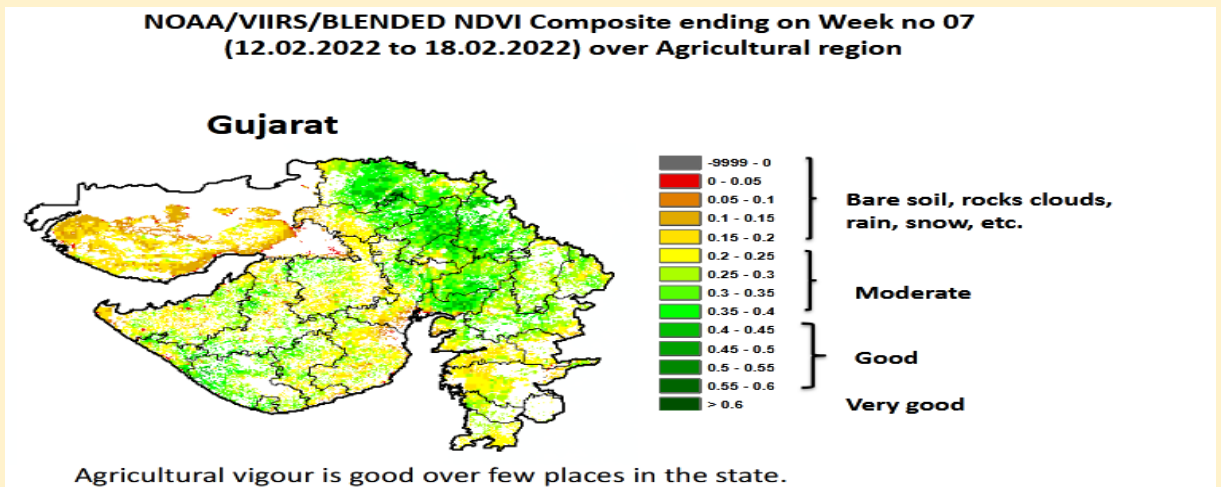 NOAA/VIIRS/BLENDED NDVI Composite ending on Week no 07
(12.02.2022 to 18.02.2022) over Agricultural region
Gujarat
-9999 - 0
0 - 0.05
0.05 - 0.1
0.1 - 0.15
0.15 - 0.2
0.2 - 0.25
0.25 - 0.3
0.3 - 0.35
0.35 - 0.4
0.4 - 0.45
0.45 - 0.5
0.5 - 0.55
0.55 - 0.6
> 0.6
Bare soil, rocks clouds,
rain, snow, etc.
Moderate
Good
Very good
Agricultural vigour is good over few places in the state.